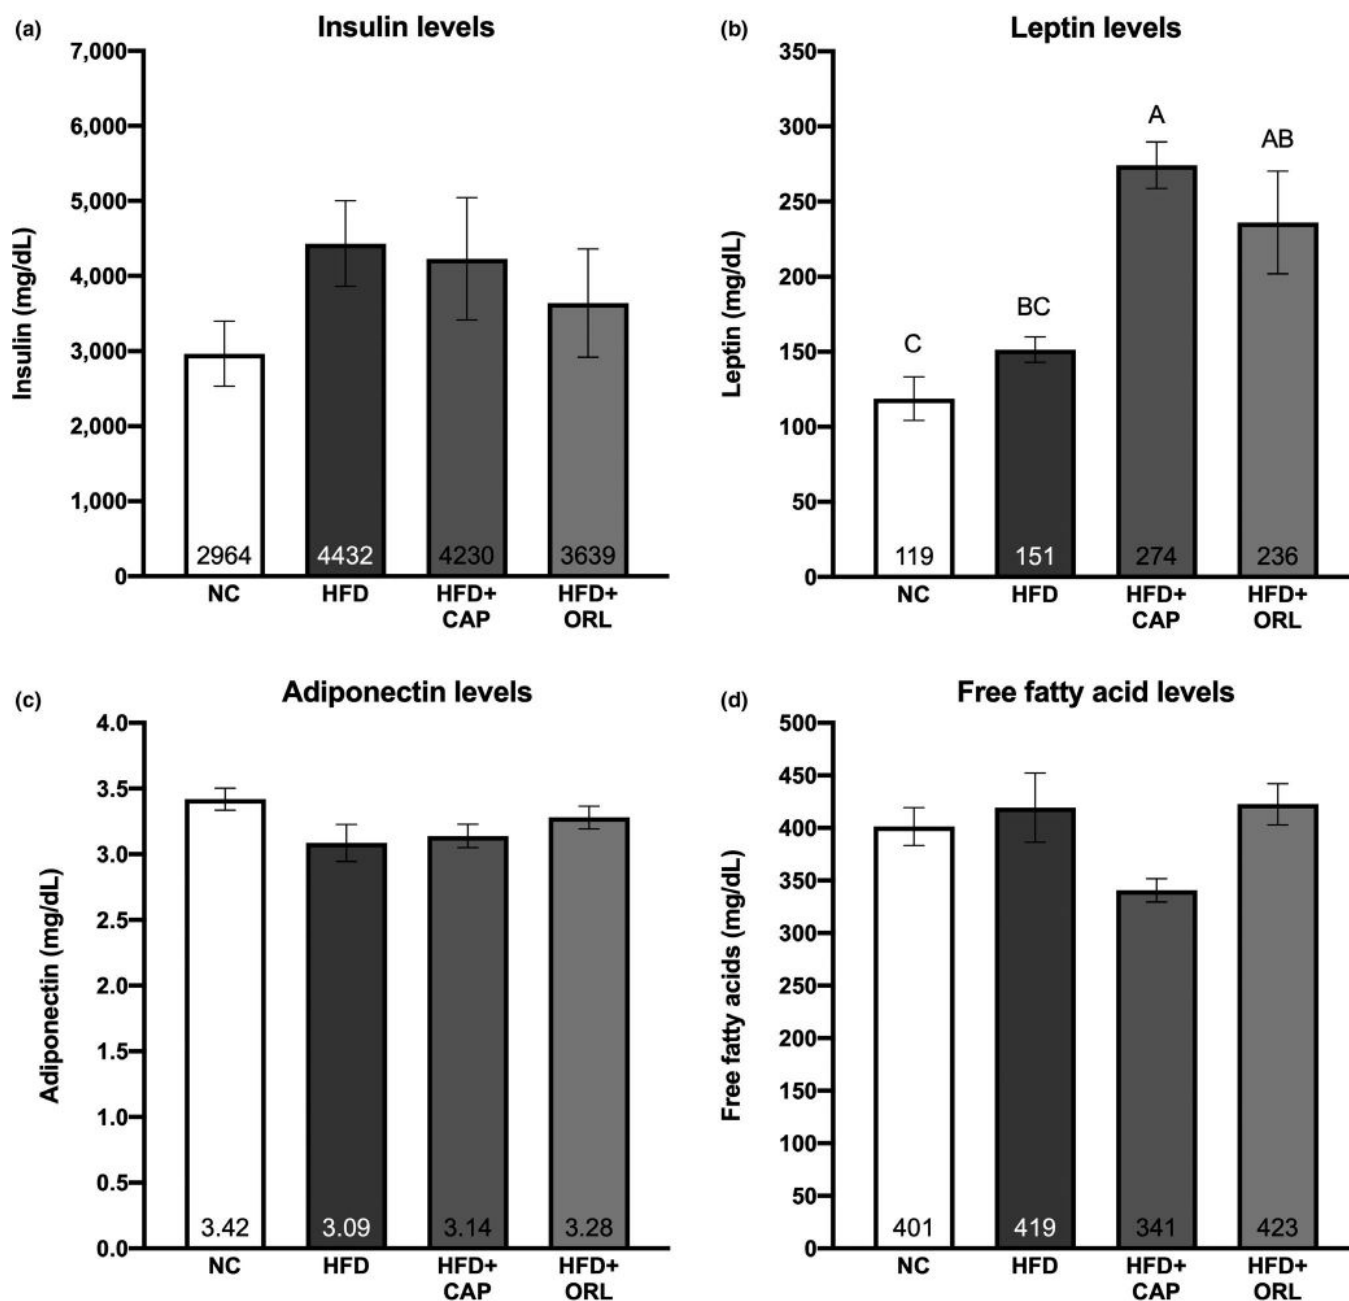 (a)
Insulin levels
7,000
6,000
5,000
4,000
3,000
2,000
1,000
0
Insulin (mg/dL)
2964
4432
4230
3639
NC
HFD
HFD+
CAP
HFD+
ORL
(b)
Leptin levels
350
300
250
200
150
100
50
0
Leptin (mg/dL)
C
BC
A
AB
119
151
274
236
NC
HFD
HFD+
CAP
HFD+
ORL
(c)
Adiponectin levels
4.0
3.5
3.0
2.5
2.0
1.5
1.0
0.5
0.0
Adiponectin (mg/dL)
3.42
3.09
3.14
3.28
NC
HFD
HFD+
CAP
HFD+
ORL
(d)
Free fatty acid levels
500
450
400
350
300
250
200
150
100
50
0
Free fatty acids (mg/dL)
401
419
341
423
NC
HFD
HFD+
CAP
HFD+
ORL